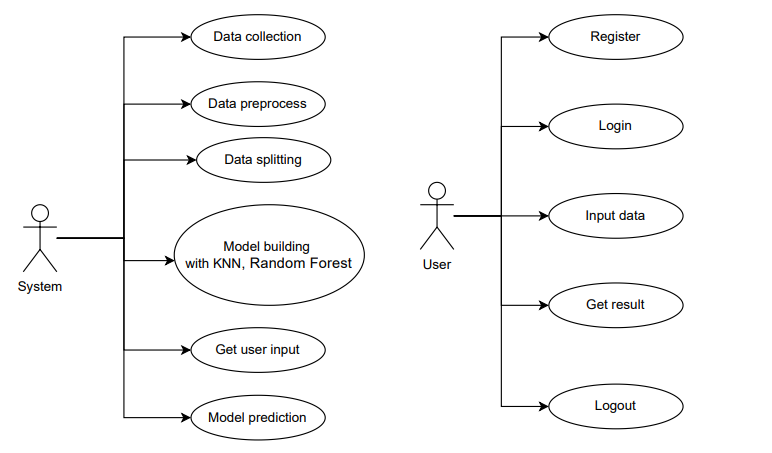 Data collection
Data preprocess
Data splitting
Model building
with KNN, Random Forest
System
Get user input
Model prediction
Register
Login
Input data
User
Get result
Logout